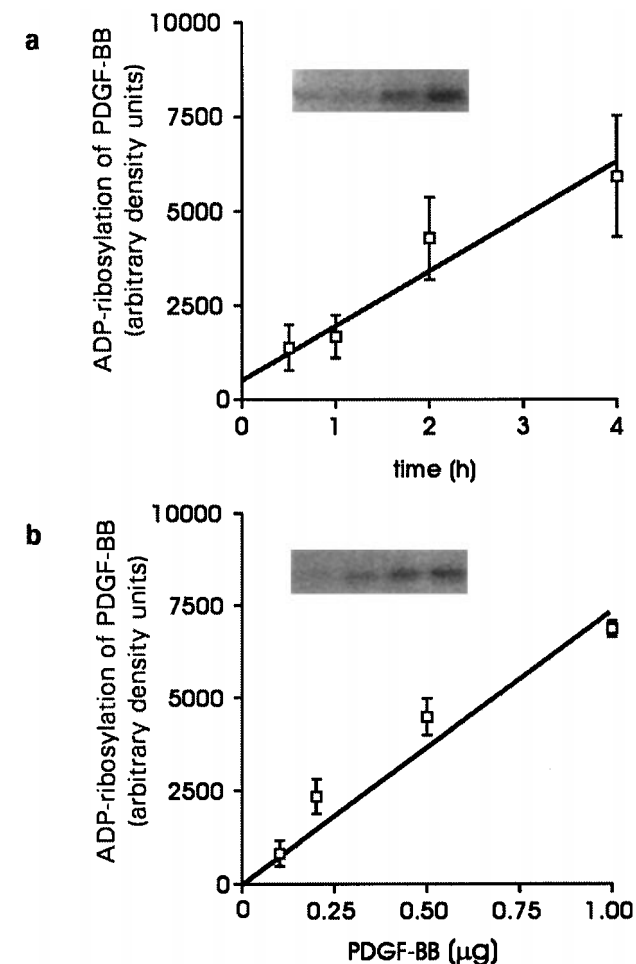 a
ADP-ribosylation of PDGF-BB
(arbitrary density units)
10000
7500
5000
2500
0
0 1 2 3 4
time (h)
b
ADP-ribosylation of PDGF-BB
(arbitrary density units)
10000
7500
5000
2500
0
0 0.25 0.50 0.75 1.00
PDGF-BB (μg)